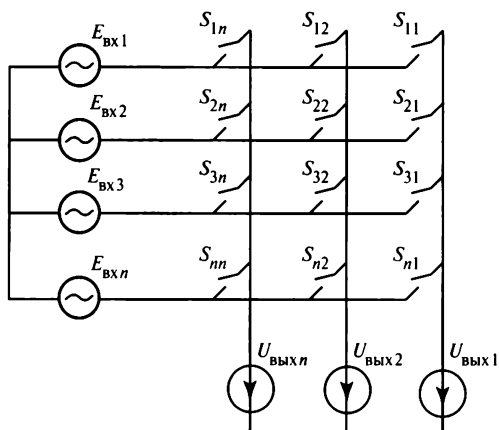 S1n S12 S11
Eвх1
S2n S22 S21
Eвх2
S3n S32 S31
Eвх3
Snn Sn2 Sn1
Eвхn
Uвыхn Uвых2 Uвых1